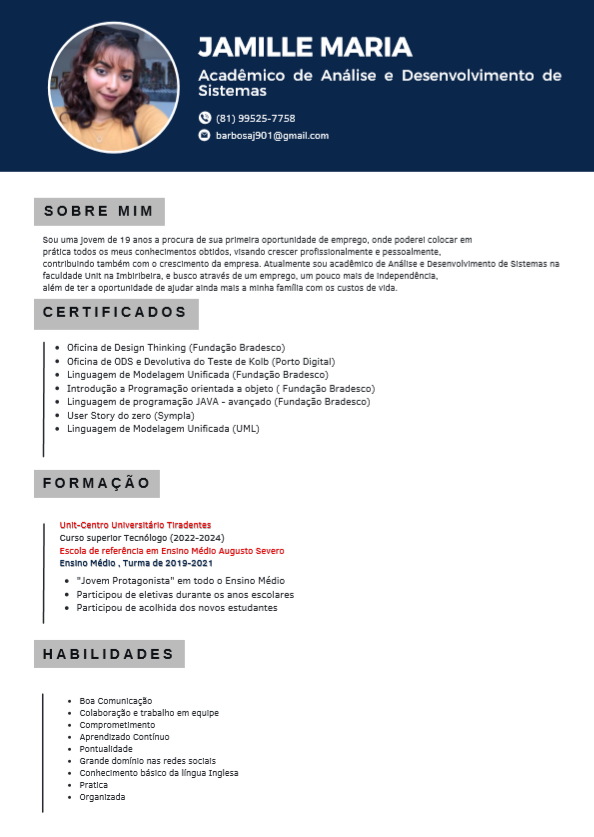 JAMILLE MARIA
Acadêmico de Análise e Desenvolvimento de
Sistemas
(81) 99525-7758
barbosaj901@gmail.com
SOBRE MIM
Sou uma jovem de 19 anos a procura de sua primeira oportunidade de emprego, onde poderei colocar em
prática todos os meus conhecimentos obtidos, visando crescer profissionalmente e pessoalmente,
contribuindo também com o crescimento da empresa. Atualmente sou acadêmico de Análise e Desenvolvimento de Sistemas na
faculdade Unit na Imbiribeira, e busco através de um emprego, um pouco mais de independência,
além de ter a oportunidade de ajudar ainda mais a minha família com os custos de vida.
CERTIFICADOS
• Oficina de Design Thinking (Fundação Bradesco)
• Oficina de ODS e Devolutiva do Teste de Kolb (Porto Digital)
• Linguagem de Modelagem Unificada (Fundação Bradesco)
• Introdução a Programação orientada a objeto ( Fundação Bradesco)
• Linguagem de programação JAVA - avançado (Fundação Bradesco)
• User Story do zero (Sympla)
• Linguagem de Modelagem Unificada (UML)
FORMAÇÃO
Unit-Centro Universitário Tiradentes
Curso superior Tecnólogo (2022-2024)
Escola de referência em Ensino Médio Augusto Severo
Ensino Médio , Turma de 2019-2021
• "Jovem Protagonista" em todo o Ensino Médio
• Participou de eletivas durante os anos escolares
• Participou de acolhida dos novos estudantes
HABILIDADES
• Boa Comunicação
• Colaboração e trabalho em equipe
• Comprometimento
• Aprendizado Contínuo
• Pontualidade
• Grande domínio nas redes sociais
• Conhecimento básico da língua Inglesa
• Pratica
• Organizada